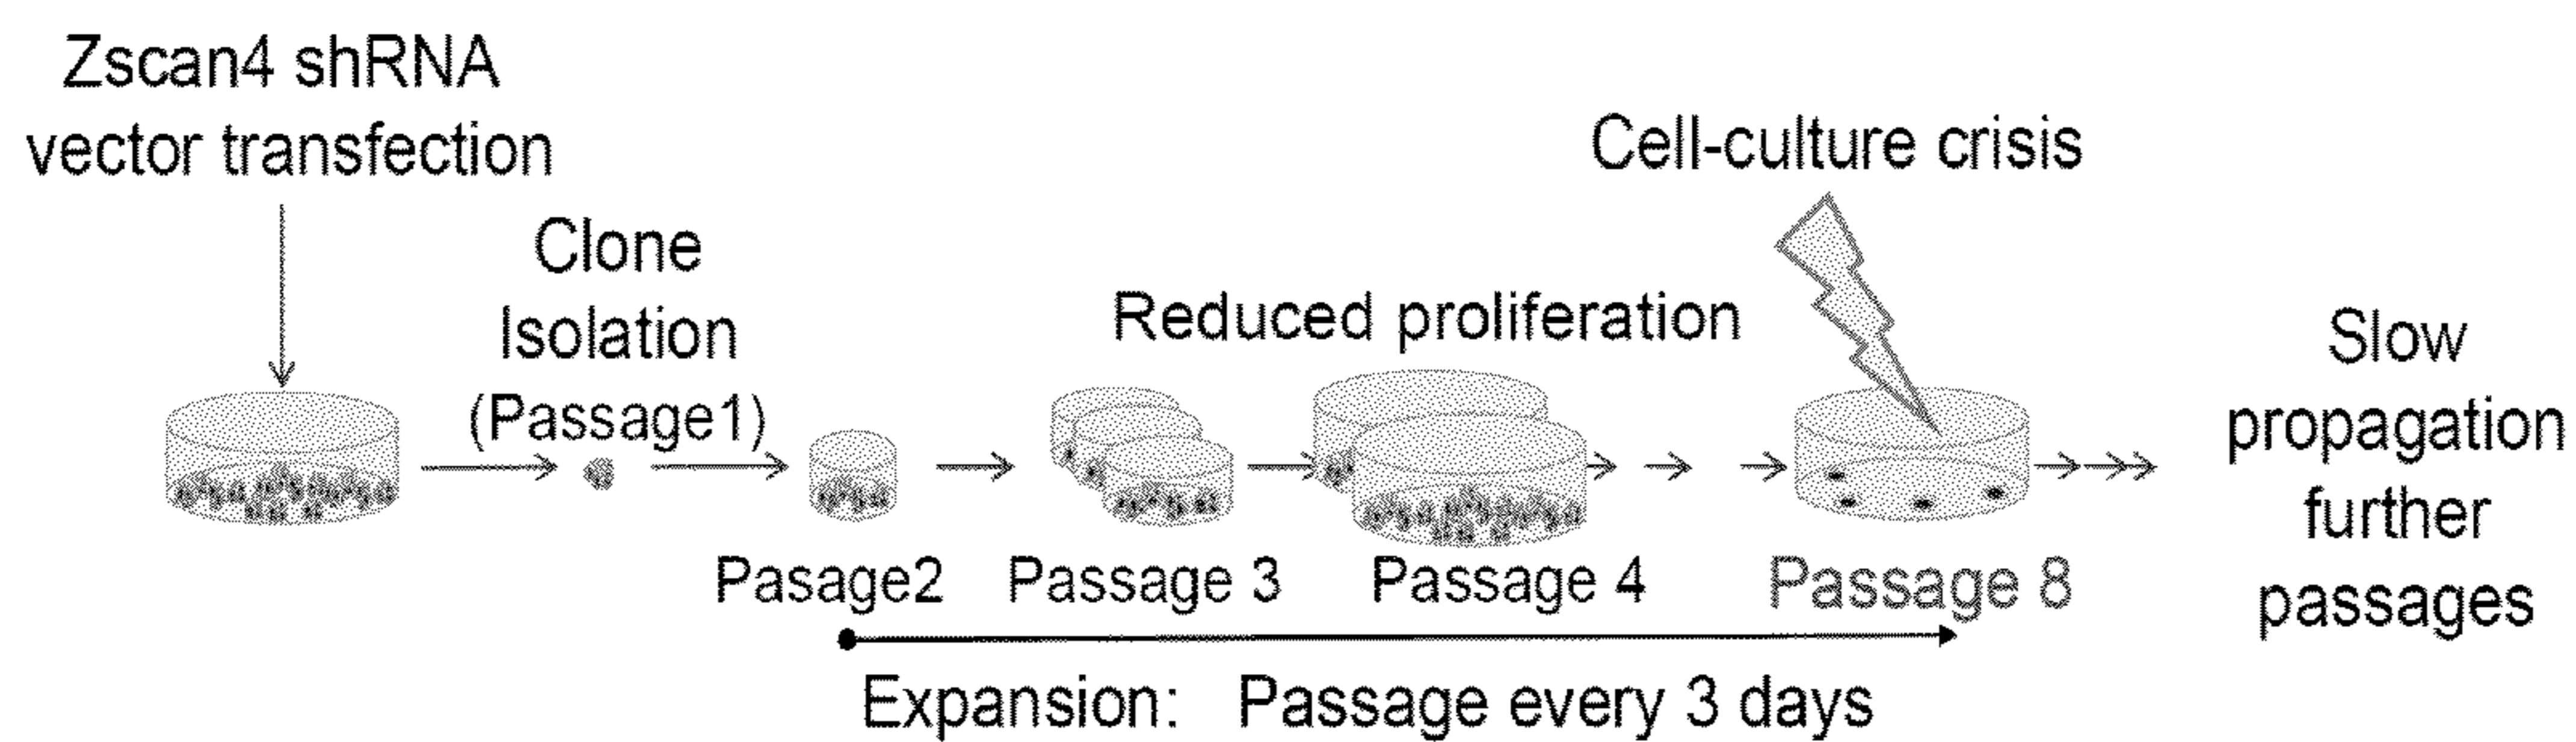 Zscan4 shRNA
vector transfection
Clone
Isolation
(Passage1)
Reduced proliferation
Cell-culture crisis
Slow
propagation
further
passages
Pasage2
Passage 3
Passage 4
Passage 8
Expansion: Passage every 3 days